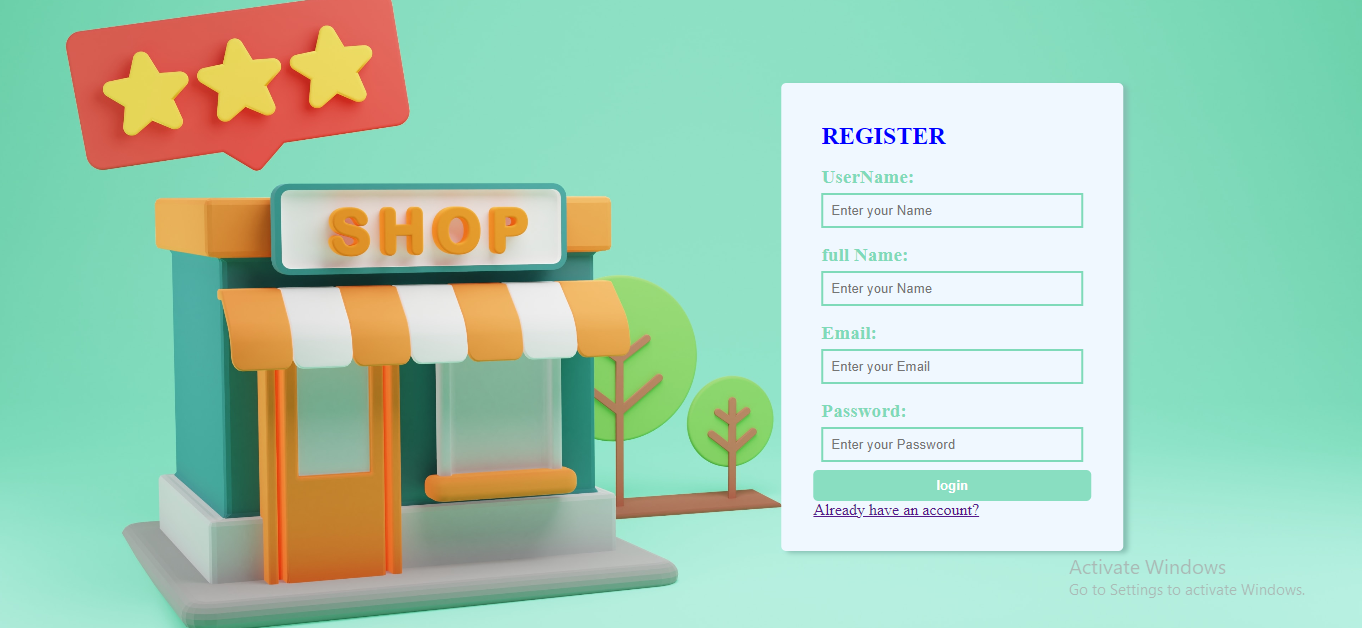 SHOP
REGISTER
UserName:
Enter your Name
full Name:
Enter your Name
Email:
Enter your Email
Password:
Enter your Password
login
Already have an account?
Activate Windows
Go to Settings to activate Windows.